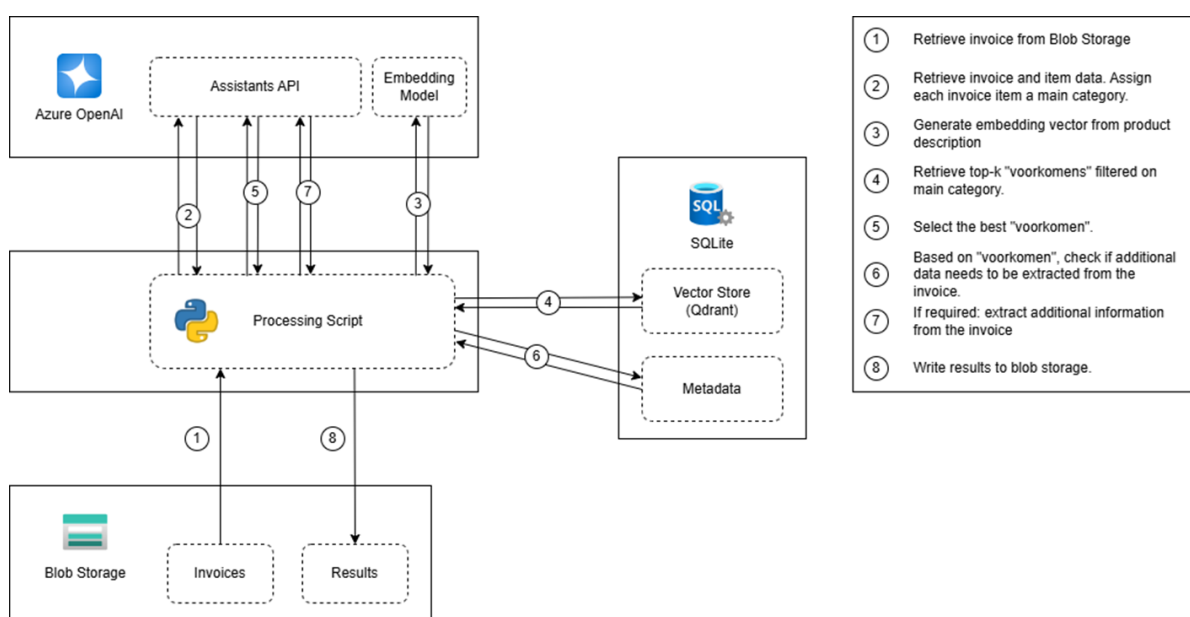 Azure OpenAI
Assistants API
Embedding
Model
2
5
7
3
Processing Script
4
6
SQL
SQLite
Vector Store
(Qdrant)
Metadata
1
8
Blob Storage
Invoices
Results
1 Retrieve invoice from Blob Storage
2 Retrieve invoice and item data. Assign
each invoice item a main category.
3 Generate embedding vector from product
description
4 Retrieve top-k "voorkomens" filtered on
main category.
5 Select the best "voorkomen".
6 Based on "voorkomen", check if additional
data needs to be extracted from the
invoice.
7 If required: extract additional information
from the invoice
8 Write results to blob storage.